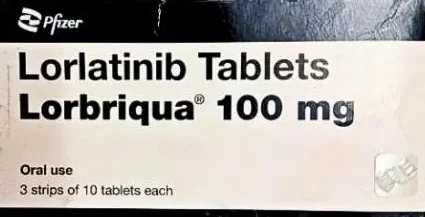 Pfizer
Lorlatinib Tablets
Lorbriqua® 100 mg
Oral use
3 strips of 10 tablets each